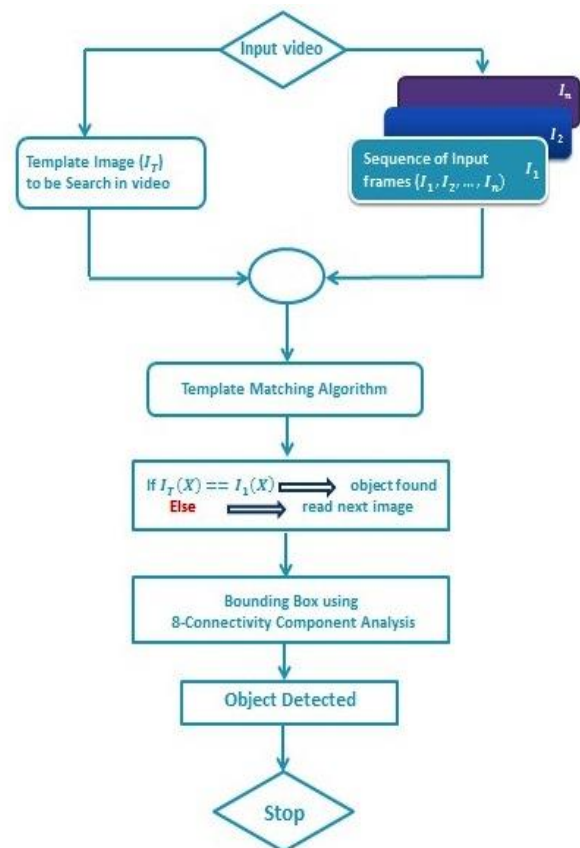 Input video
Template Image (I_T)
to be Search in video
I_n
I_2
Sequence of Input
frames (I_1, I_2, ..., I_n)
I_1
Template Matching Algorithm
If I_T(X) == I_1(X) object found
Else read next image
Bounding Box using
8-Connectivity Component Analysis
Object Detected
Stop